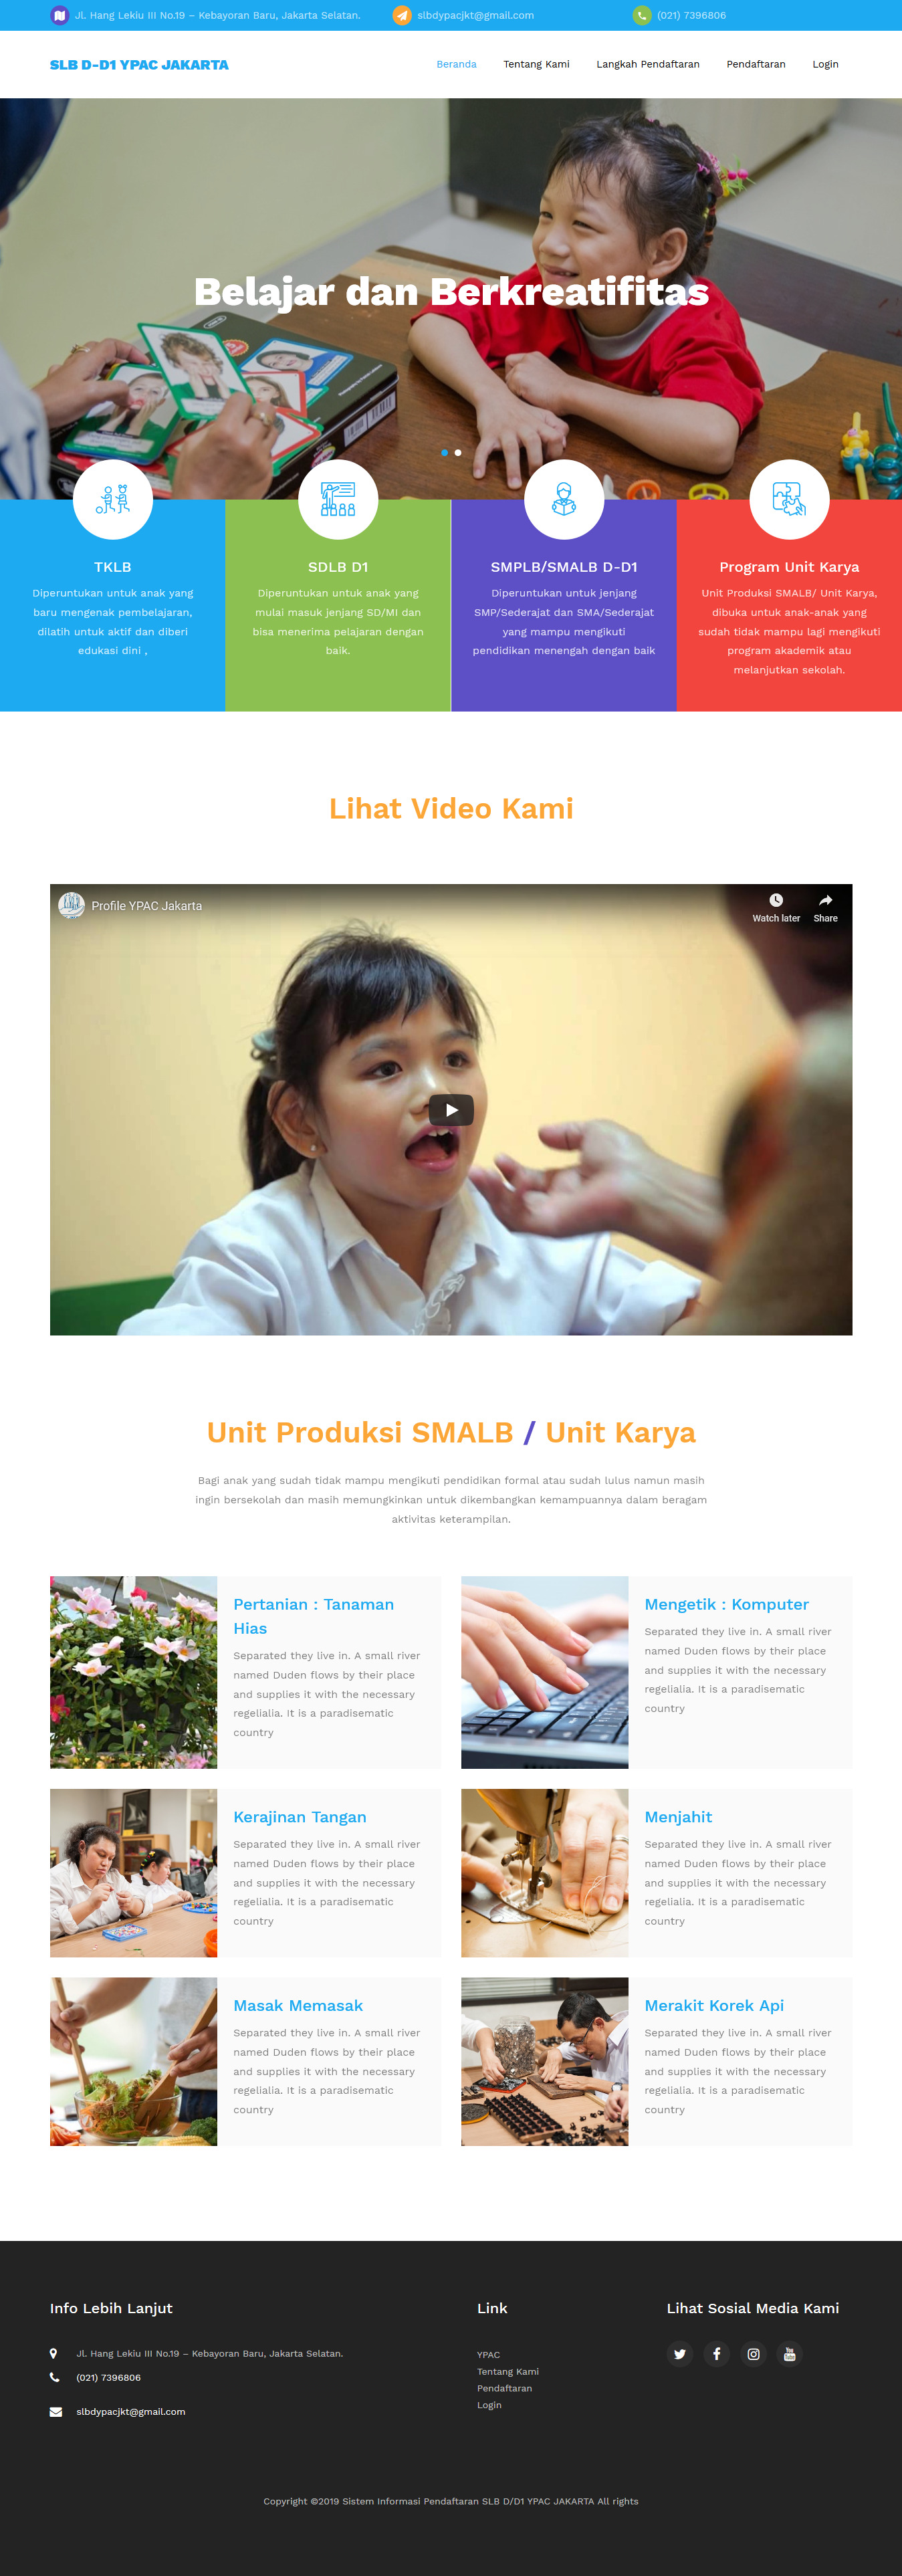 Jl. Hang Lekiu III No.19 – Kebayoran Baru, Jakarta Selatan.
slbdypacjkt@gmail.com
(021) 7396806
SLB D-D1 YPAC JAKARTA
Beranda
Tentang Kami
Langkah Pendaftaran
Pendaftaran
Login
Belajar dan Berkreatifitas
TKLB
Diperuntukan untuk anak yang
baru mengenak pembelajaran,
dilatih untuk aktif dan diberi
edukasi dini ,
SDLB D1
Diperuntukan untuk anak yang
mulai masuk jenjang SD/MI dan
bisa menerima pelajaran dengan
baik.
SMPLB/SMALB D-D1
Diperuntukan untuk jenjang
SMP/Sederajat dan SMA/Sederajat
yang mampu mengikuti
pendidikan menengah dengan baik
Program Unit Karya
Unit Produksi SMALB/ Unit Karya,
dibuka untuk anak-anak yang
sudah tidak mampu lagi mengikuti
program akademik atau
melanjutkan sekolah.
Lihat Video Kami
Profile YPAC Jakarta
Watch later
Share
Unit Produksi SMALB / Unit Karya
Bagi anak yang sudah tidak mampu mengikuti pendidikan formal atau sudah lulus namun masih
ingin bersekolah dan masih memungkinkan untuk dikembangkan kemampuannya dalam beragam
aktivitas keterampilan.
Pertanian : Tanaman
Hias
Separated they live in. A small river
named Duden flows by their place
and supplies it with the necessary
regelialia. It is a paradisematic
country
Mengetik : Komputer
Separated they live in. A small river
named Duden flows by their place
and supplies it with the necessary
regelialia. It is a paradisematic
country
Kerajinan Tangan
Separated they live in. A small river
named Duden flows by their place
and supplies it with the necessary
regelialia. It is a paradisematic
country
Menjahit
Separated they live in. A small river
named Duden flows by their place
and supplies it with the necessary
regelialia. It is a paradisematic
country
Masak Memasak
Separated they live in. A small river
named Duden flows by their place
and supplies it with the necessary
regelialia. It is a paradisematic
country
Merakit Korek Api
Separated they live in. A small river
named Duden flows by their place
and supplies it with the necessary
regelialia. It is a paradisematic
country
Info Lebih Lanjut
Jl. Hang Lekiu III No.19 – Kebayoran Baru, Jakarta Selatan.
(021) 7396806
slbdypacjkt@gmail.com
Link
YPAC
Tentang Kami
Pendaftaran
Login
Lihat Sosial Media Kami
Copyright ©2019 Sistem Informasi Pendaftaran SLB D/D1 YPAC JAKARTA All rights